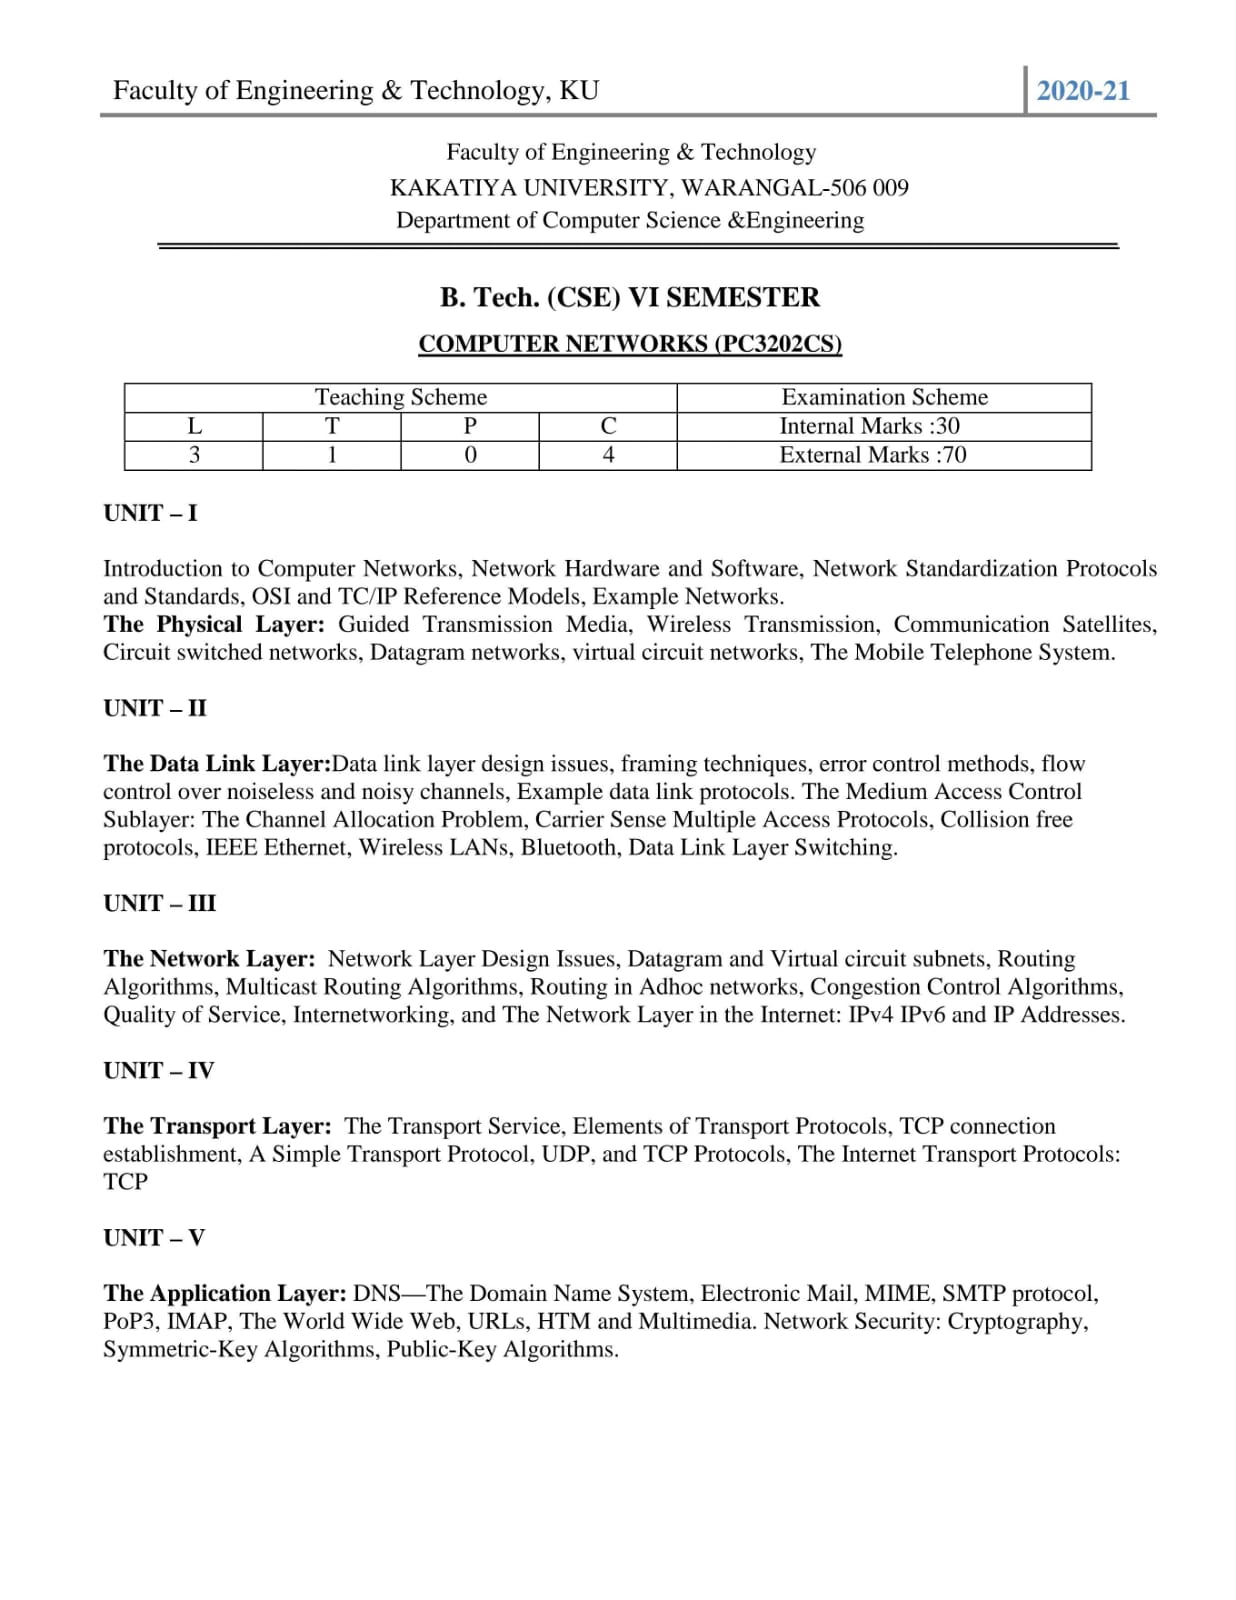 Faculty of Engineering & Technology, KU 2020-21
Faculty of Engineering & Technology
KAKATIYA UNIVERSITY, WARANGAL-506 009
Department of Computer Science &Engineering
B. Tech. (CSE) VI SEMESTER
COMPUTER NETWORKS (PC3202CS)
Teaching Scheme Examination Scheme
L T P C Internal Marks :30
3 1 0 4 External Marks :70
UNIT – I
Introduction to Computer Networks, Network Hardware and Software, Network Standardization Protocols
and Standards, OSI and TC/IP Reference Models, Example Networks.
The Physical Layer: Guided Transmission Media, Wireless Transmission, Communication Satellites,
Circuit switched networks, Datagram networks, virtual circuit networks, The Mobile Telephone System.
UNIT – II
The Data Link Layer:Data link layer design issues, framing techniques, error control methods, flow
control over noiseless and noisy channels, Example data link protocols. The Medium Access Control
Sublayer: The Channel Allocation Problem, Carrier Sense Multiple Access Protocols, Collision free
protocols, IEEE Ethernet, Wireless LANs, Bluetooth, Data Link Layer Switching.
UNIT – III
The Network Layer: Network Layer Design Issues, Datagram and Virtual circuit subnets, Routing
Algorithms, Multicast Routing Algorithms, Routing in Adhoc networks, Congestion Control Algorithms,
Quality of Service, Internetworking, and The Network Layer in the Internet: IPv4 IPv6 and IP Addresses.
UNIT – IV
The Transport Layer: The Transport Service, Elements of Transport Protocols, TCP connection
establishment, A Simple Transport Protocol, UDP, and TCP Protocols, The Internet Transport Protocols:
TCP
UNIT – V
The Application Layer: DNS—The Domain Name System, Electronic Mail, MIME, SMTP protocol,
PoP3, IMAP, The World Wide Web, URLs, HTM and Multimedia. Network Security: Cryptography,
Symmetric-Key Algorithms, Public-Key Algorithms.